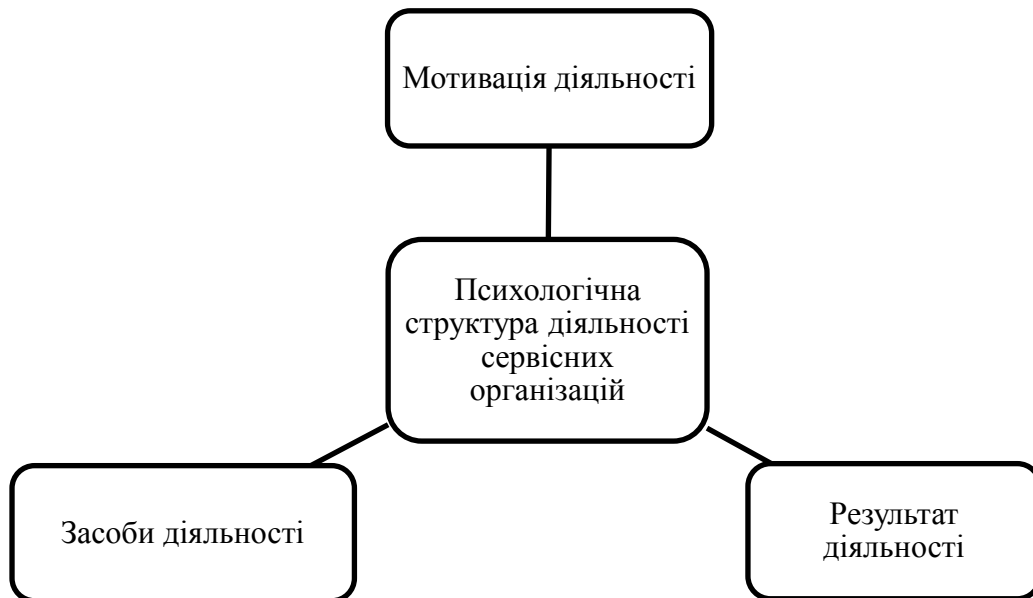 Мотивація діяльності
Психологічна
структура діяльності
сервісних
організацій
Засоби діяльності
Результат
діяльності